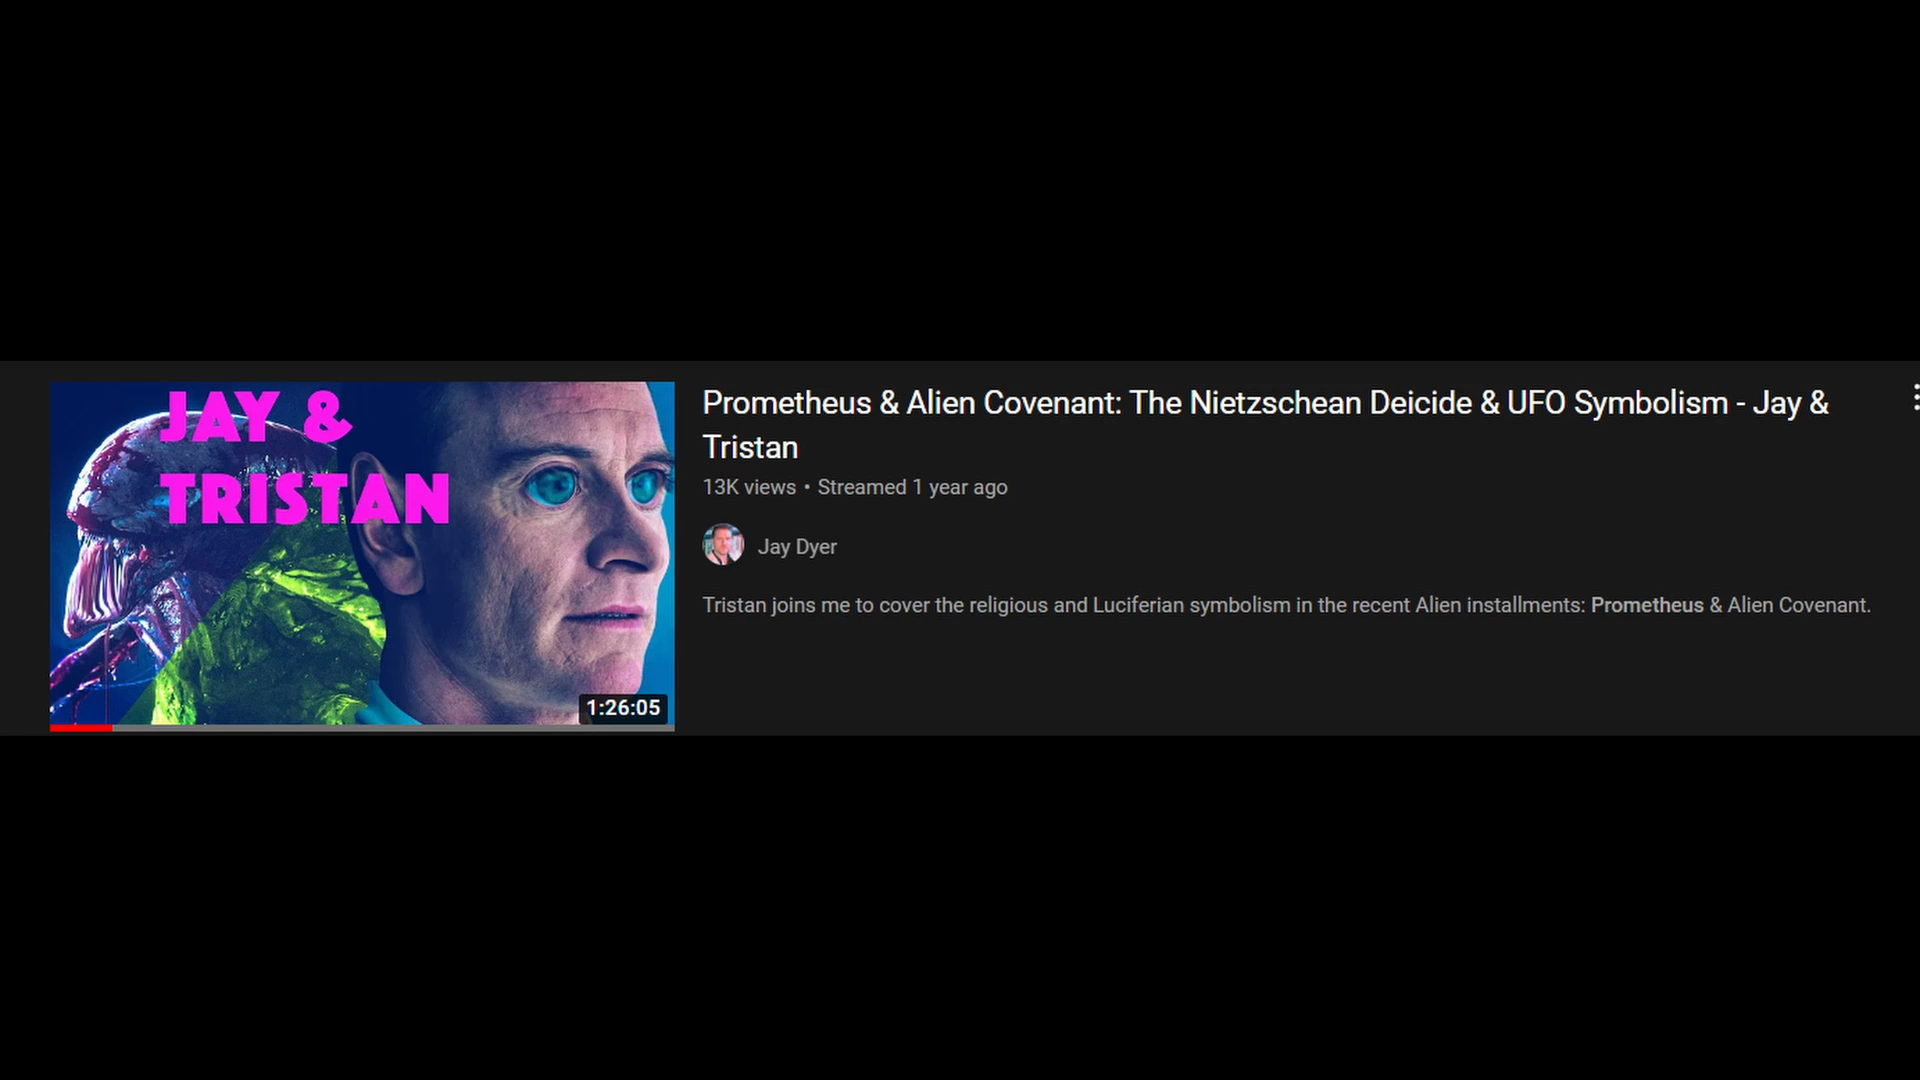 JAY &
TRISTAN
1:26:05
Prometheus & Alien Covenant: The Nietzschean Deicide & UFO Symbolism - Jay &
Tristan
13K views • Streamed 1 year ago
Jay Dyer
Tristan joins me to cover the religious and Luciferian symbolism in the recent Alien installments: Prometheus & Alien Covenant.